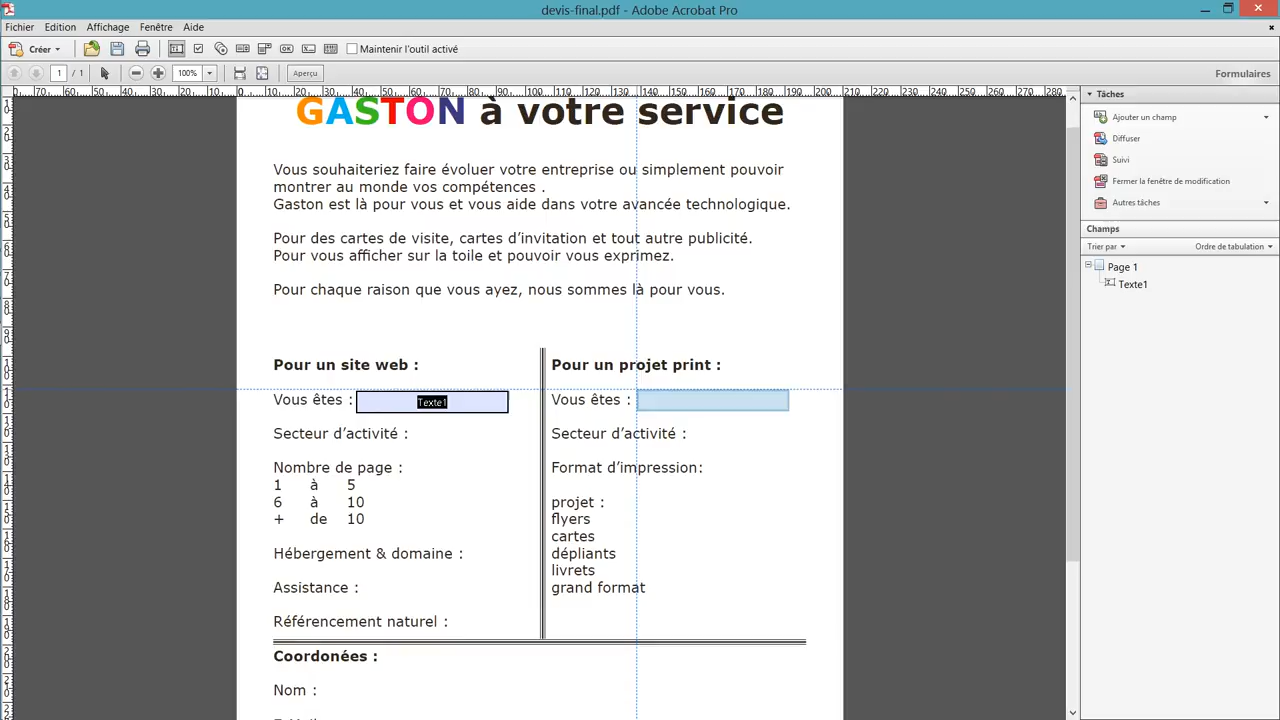 devis-final.pdf - Adobe Acrobat Pro
Fichier Edition Affichage Fenêtre Aide
Créer Maintenir l'outil activé
1 / 1 100% Aperçu Formulaires
GASTON à votre service
Vous souhaiteriez faire évoluer votre entreprise ou simplement pouvoir
montrer au monde vos compétences .
Gaston est là pour vous et vous aide dans votre avancée technologique.
Pour des cartes de visite, cartes d'invitation et tout autre publicité.
Pour vous afficher sur la toile et pouvoir vous exprimez.
Pour chaque raison que vous ayez, nous sommes là pour vous.
Pour un site web :
Vous êtes : Texte1
Secteur d'activité :
Nombre de page :
1 à 5
6 à 10
+ de 10
Hébergement & domaine :
Assistance :
Référencement naturel :
Pour un projet print :
Vous êtes :
Secteur d'activité :
Format d'impression:
projet :
flyers
cartes
dépliants
livrets
grand format
Coordonées :
Nom :
Tâches
Ajouter un champ
Diffuser
Suivi
Fermer la fenêtre de modification
Autres tâches
Champs
Trier par Ordre de tabulation
Page 1
Texte1